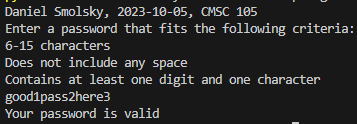 Daniel Smolsky, 2023-10-05, CMSC 105
Enter a password that fits the following criteria:
6-15 characters
Does not include any space
Contains at least one digit and one character
good1pass2here3
Your password is valid